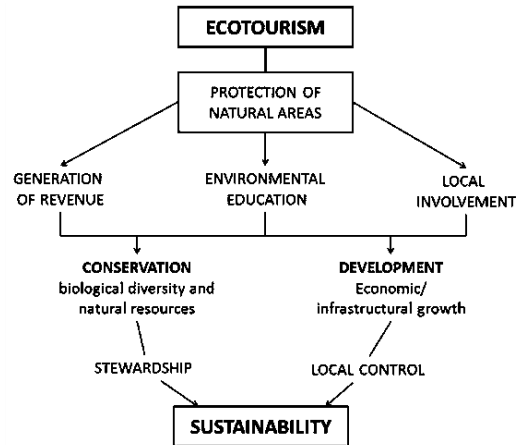 ECOTOURISM
PROTECTION OF
NATURAL AREAS
GENERATION
OF REVENUE
ENVIRONMENTAL
EDUCATION
LOCAL
INVOLVEMENT
CONSERVATION
biological diversity and
natural resources
DEVELOPMENT
Economic/
infrastructural growth
STEWARDSHIP
LOCAL CONTROL
SUSTAINABILITY